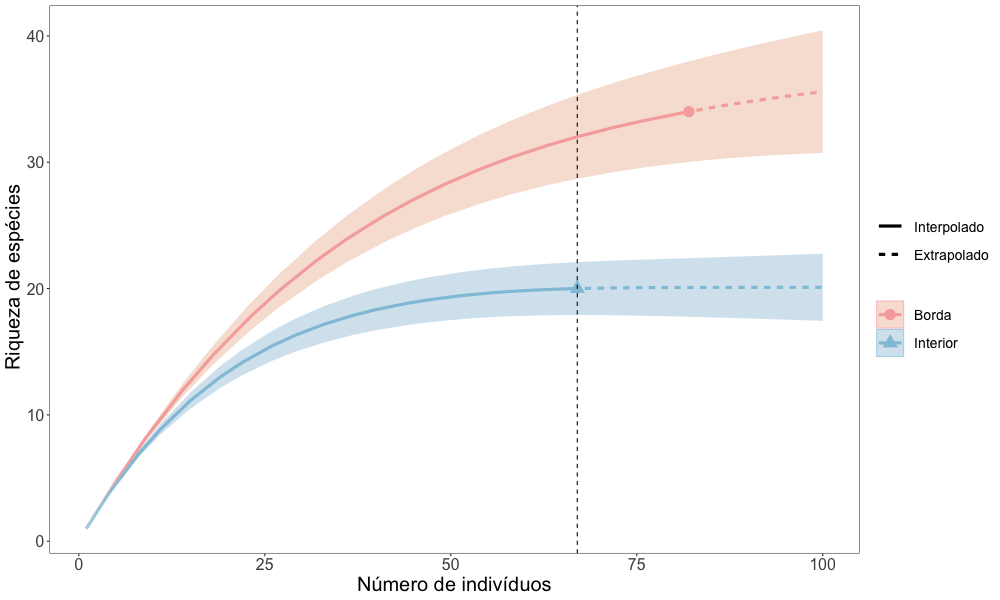 40
30
20
10
0
Riqueza de espécies
0 25 50 75 100
Número de indivíduos
Interpolado
Extrapolado
Borda
Interior